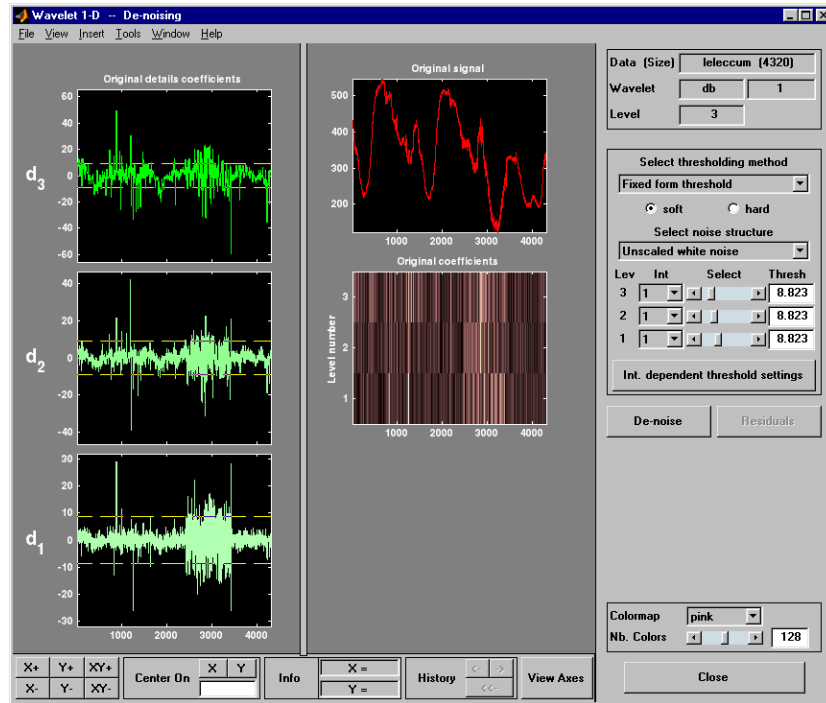 Wavelet 1-D -- De-noising
File View Insert Tools Window Help
Original details coefficients
60
40
20
0
-20
-40
-60
d3
40
20
0
-20
-40
d2
30
20
10
0
-10
-20
-30
d1
1000 2000 3000 4000
Original signal
500
400
300
200
1000 2000 3000 4000
Original coefficients
Level number
3
2
1
1000 2000 3000 4000
Data (Size) leleccum (4320)
Wavelet db 1
Level 3
Select thresholding method
Fixed form threshold
soft hard
Select noise structure
Unscaled white noise
Lev Int Select Thresh
3 1 8.823
2 1 8.823
1 1 8.823
Int. dependent threshold settings
De-noise Residuals
Colormap pink
Nb. Colors 128
Close
X+ Y+ XY+
X- Y- XY-
Center On X Y
Info X =
Y =
History <- ->
<<-
View Axes